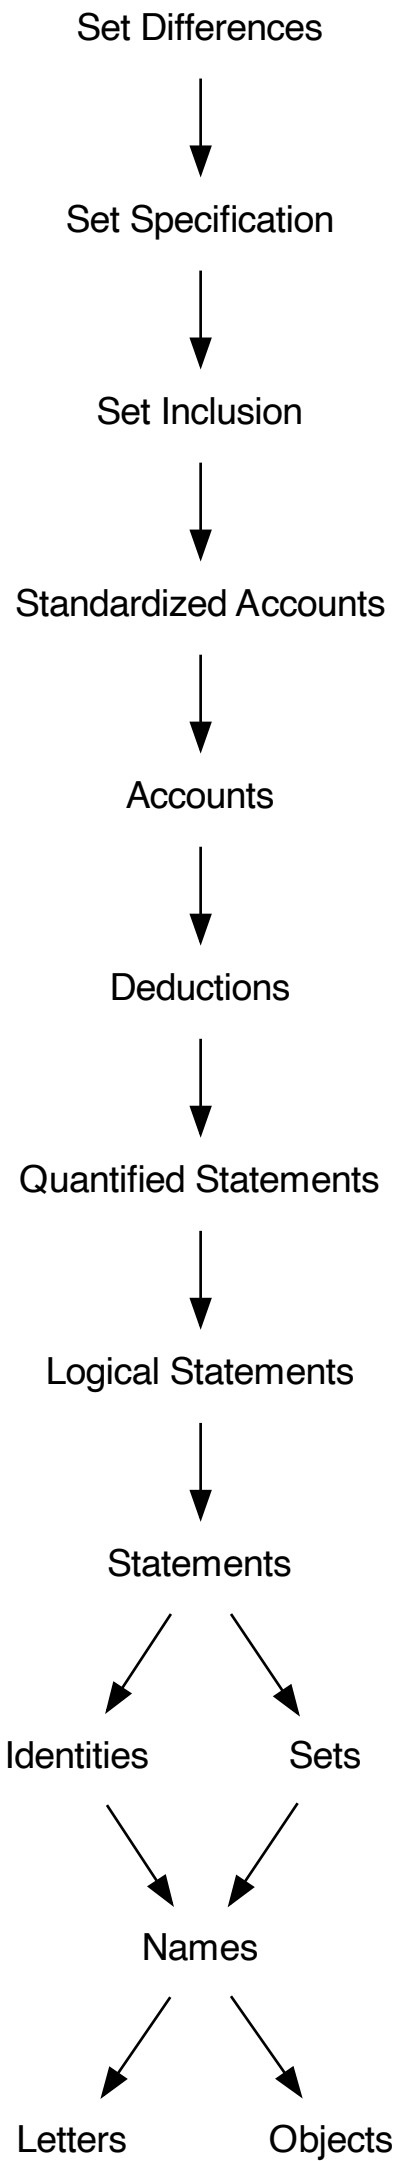 Set Differences
Set Specification
Set Inclusion
Standardized Accounts
Accounts
Deductions
Quantified Statements
Logical Statements
Statements
Identities
Sets
Names
Letters
Objects